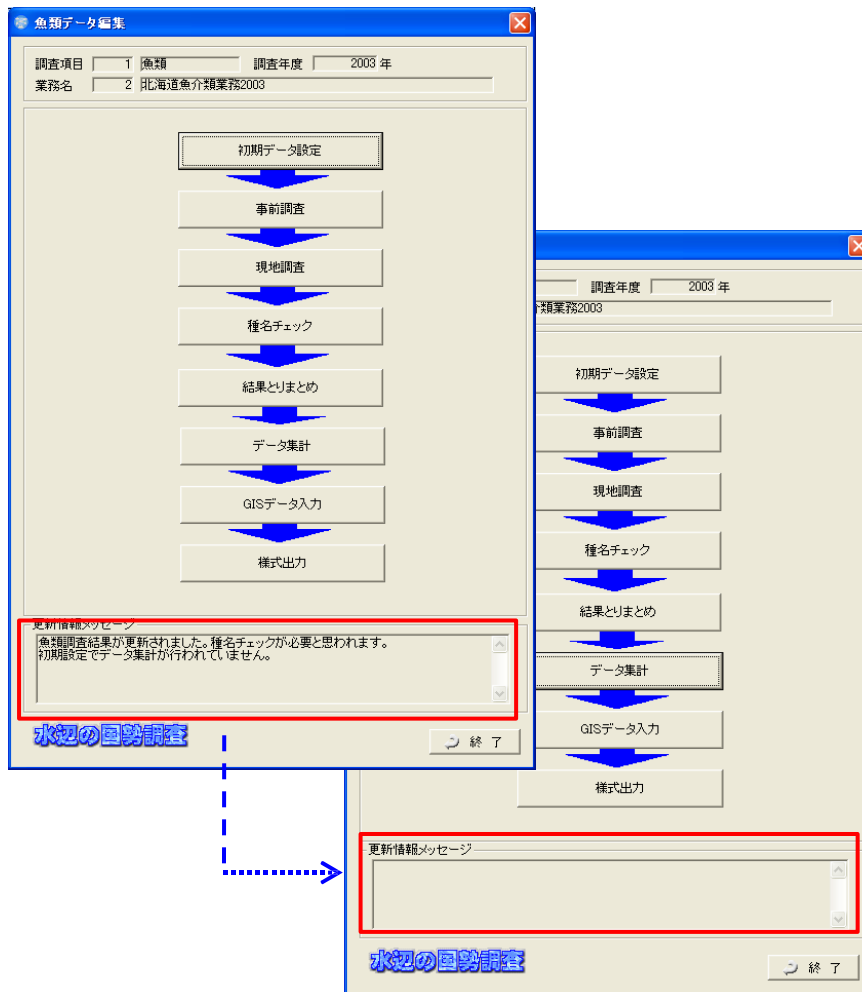 魚類データ編集
調査項目 1 魚類 調査年度 2003 年
業務名 2 北海道魚介類業務2003
初期データ設定
事前調査
現地調査
種名チェック
結果とりまとめ
データ集計
GISデータ入力
様式出力
更新情報メッセージ
魚類調査結果が更新されました。種名チェックが必要と思われます。
初期設定でデータ集計が行われていません。
水辺の国勢調査
終 了
調査年度 2003 年
類業務2003
初期データ設定
事前調査
現地調査
種名チェック
結果とりまとめ
データ集計
GISデータ入力
様式出力
更新情報メッセージ
水辺の国勢調査
終 了